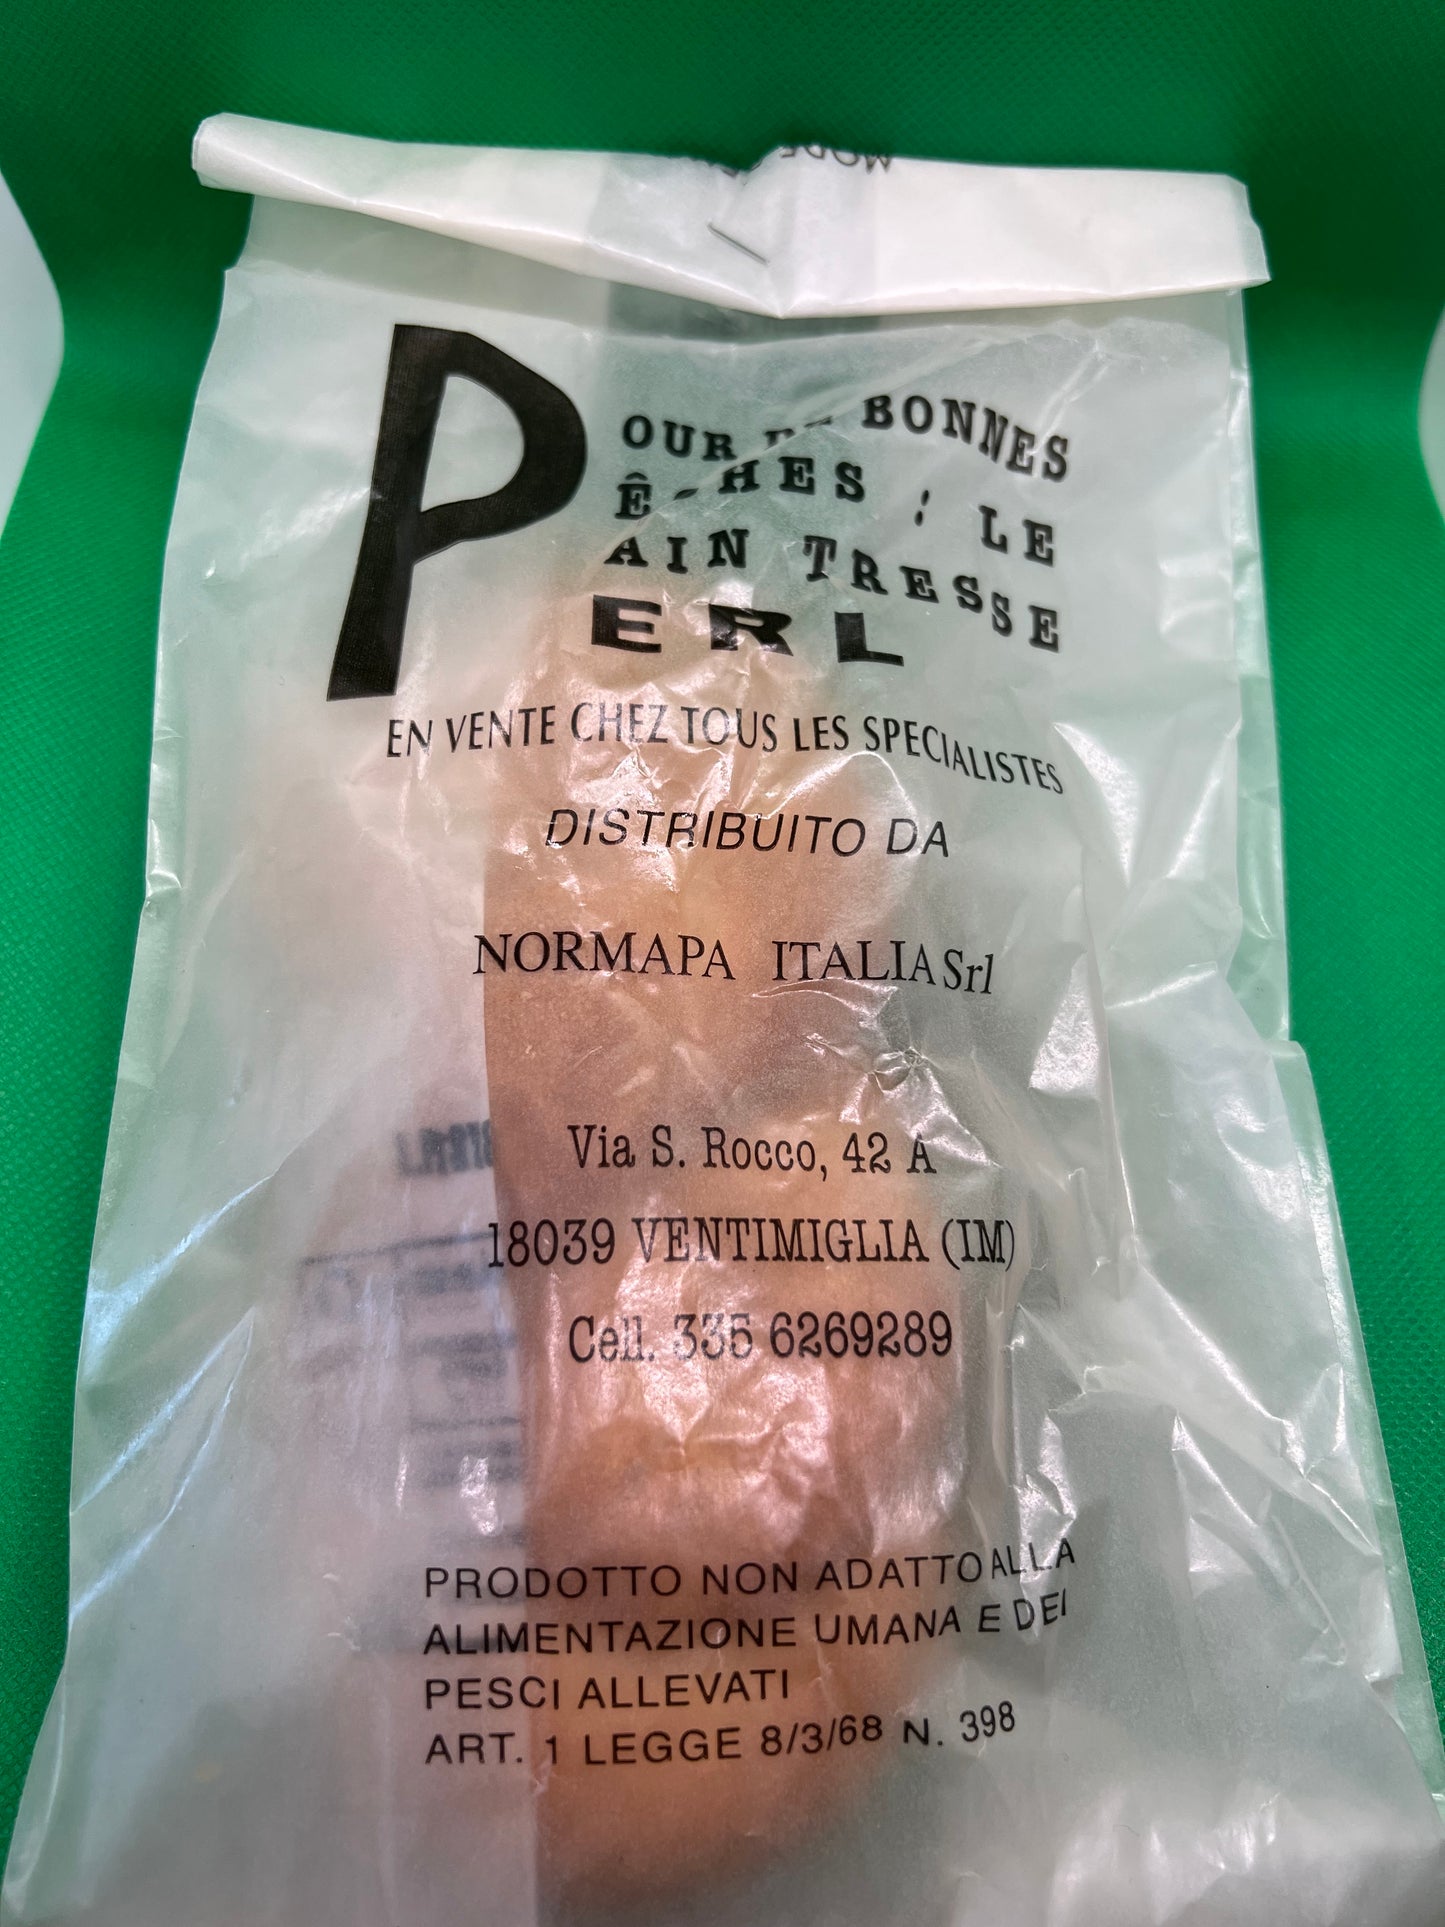 MODE
P
OUR DE BONNES
ÊCHES : LE
AIN TRESSE
ERL
EN VENTE CHEZ TOUS LES SPECIALISTES
DISTRIBUITO DA
NORMAPA ITALIA Srl
Via S. Rocco, 42 A
18039 VENTIMIGLIA (IM)
Cell. 335 6269289
PRODOTTO NON ADATTO ALLA
ALIMENTAZIONE UMANA E DEI
PESCI ALLEVATI
ART. 1 LEGGE 8/3/68 N. 398